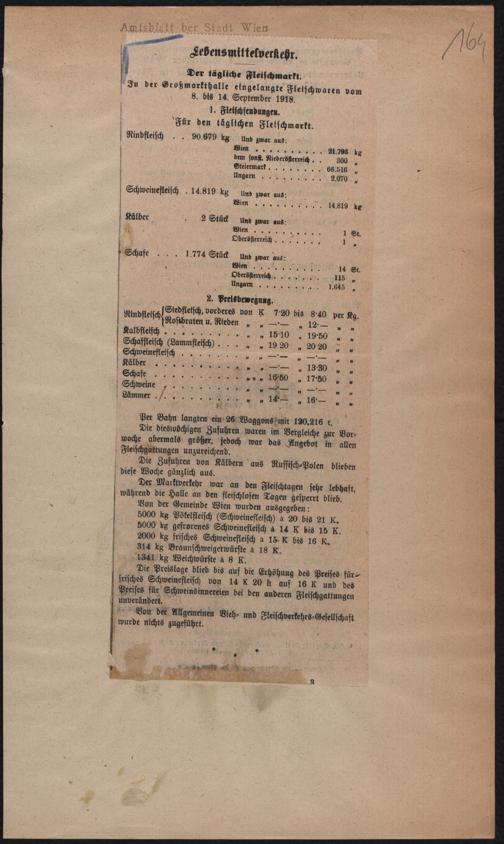 Amtsblatt der Stadt Wien
164
Lebensmittelverkehr.
Der tägliche Fleischmarkt.
In der Großmarkthalle eingelangte Fleischwaren vom
8. bis 14. September 1918.
1. Fleischsendungen.
Für den täglichen Fleischmarkt.
Rindfleisch . . 90.679 kg Und zwar aus:
Wien . . . . . . . . . . 21.796 kg
dem sonst. Niederösterreich . . 300 „
Steiermark . . . . . . . . 66.516 „
Ungarn . . . . . . . . . 2.070 „
Schweinefleisch . 14.819 kg Und zwar aus:
Wien . . . . . . . . . . 14.819 kg
Kälber . . . 2 Stück Und zwar aus:
Wien . . . . . . . . . . 1 St.
Oberösterreich . . . . . . . 1 „
Schafe . . . 1.774 Stück Und zwar aus:
Wien . . . . . . . . . . 14 St.
Oberösterreich . . . . . . . 115 „
Ungarn . . . . . . . . . 1.645 „
2. Preisbewegung.
Rindfleisch { Siedfleisch, vorderes von K 7·20 bis 8·40 per Kg.
Rostbraten u. Rieden „ „ —·— „ 12·— „ „
Kalbfleisch . . . . . . . . . . „ „ 15·10 „ 19·50 „ „
Schaffleisch (Lammfleisch) . . . . „ „ 19 20 „ 20 20 „ „
Schweinefleisch . . . . . . . . „ „ —·— „ —·— „ „
Kälber . . . . . . . . . . . „ „ —·— „ 13·30 „ „
Schafe . . . . . . . . . . . „ „ 16·50 „ 17·50 „ „
Schweine . . . . . . . . . . „ „ —·— „ —·— „ „
Lämmer . . . . . . . . . . . „ „ 14·— „ 16·— „ „
Per Bahn langten ein 26 Waggons mit 120,216 t.
Die dieswöchigen Zufuhren waren im Vergleiche zur Vor-
woche abermals größer, jedoch war das Angebot in allen
Fleischgattungen unzureichend.
Die Zufuhren von Kälbern aus Russisch-Polen blieben
diese Woche gänzlich aus.
Der Marktverkehr war an den Fleischtagen sehr lebhaft,
während die Halle an den fleischlosen Tagen gesperrt blieb.
Von der Gemeinde Wien wurden ausgegeben:
5000 kg Pökelfleisch (Schweinefleisch) à 20 bis 21 K.
5000 kg gefrorenes Schweinefleisch à 14 K bis 15 K.
2000 kg frisches Schweinefleisch à 15 K bis 16 K.
314 kg Braunschweigerwürste à 18 K.
1341 kg Weichwürste à 8 K.
Die Preislage blieb bis auf die Erhöhung des Preises für
frisches Schweinefleisch von 14 K 20 h auf 16 K und des
Preises für Schweinsinnereien bei den anderen Fleischgattungen
unverändert.
Von der Allgemeinen Vieh- und Fleischverkehrs-Gesellschaft
wurde nichts zugeführt.